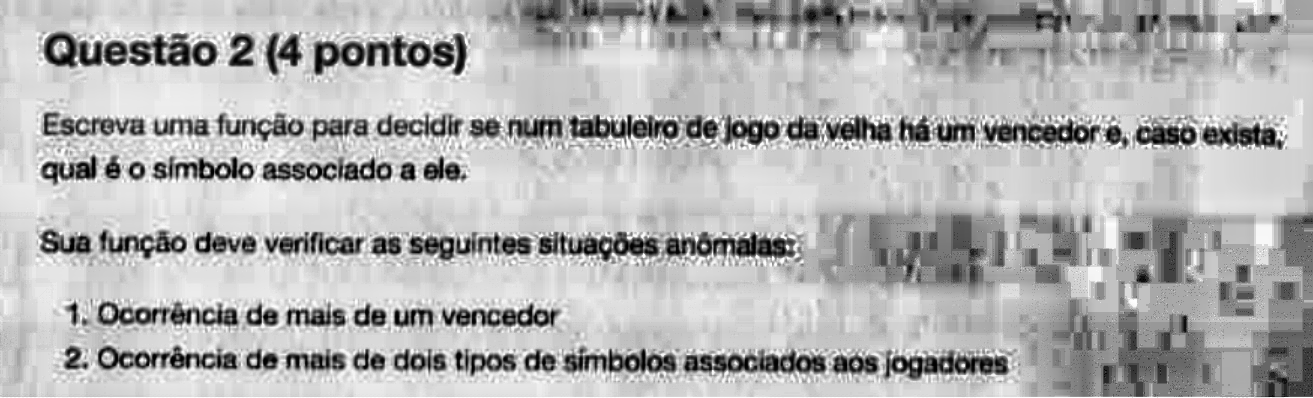 Questão 2 (4 pontos)
Escreva uma função para decidir se num tabuleiro de jogo da velha há um vencedor e, caso exista,
qual é o símbolo associado a ele.
Sua função deve verificar as seguintes situações anômalas:
1. Ocorrência de mais de um vencedor
2. Ocorrência de mais de dois tipos de símbolos associados aos jogadores